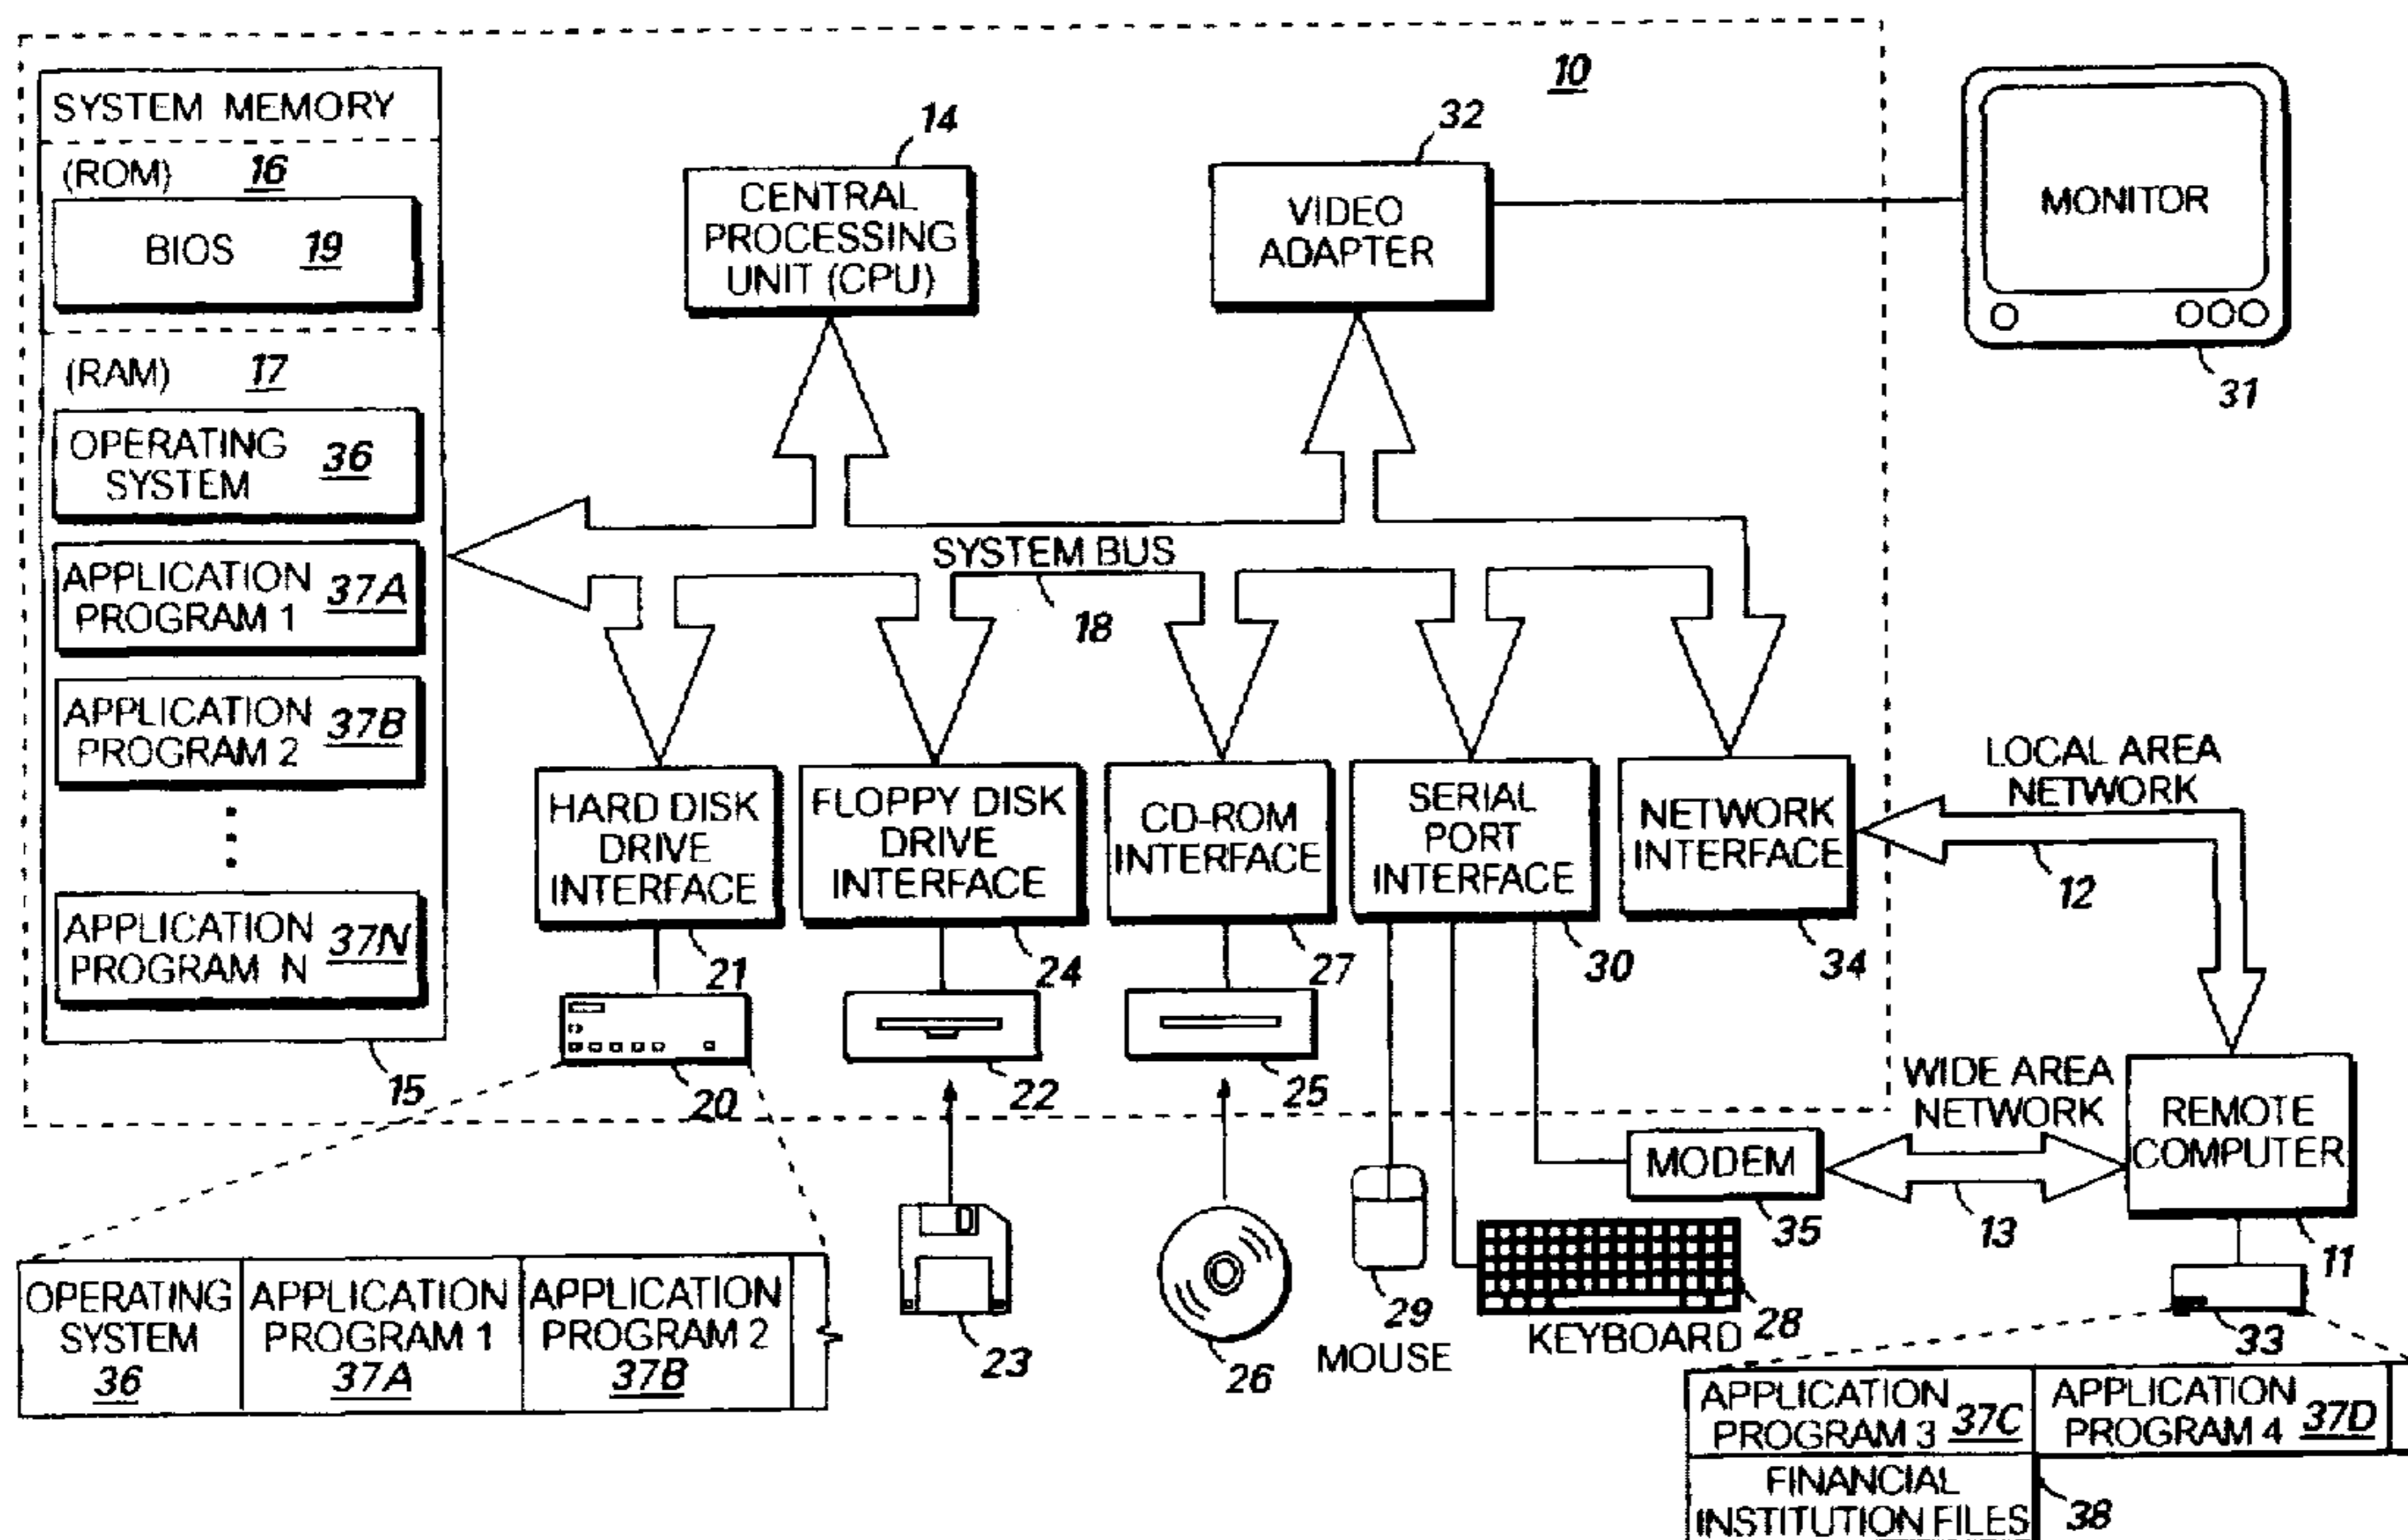 10
SYSTEM MEMORY
(ROM) 16
BIOS 19
(RAM) 17
OPERATING
SYSTEM
36
APPLICATION
PROGRAM 1
37A
APPLICATION
PROGRAM 2
37B
APPLICATION
PROGRAM N
37N
15
14
CENTRAL
PROCESSING
UNIT (CPU)
32
VIDEO
ADAPTER
MONITOR
31
SYSTEM BUS
18
HARD DISK
DRIVE
INTERFACE
21
FLOPPY DISK
DRIVE
INTERFACE
24
CD-ROM
INTERFACE
27
SERIAL
PORT
INTERFACE
30
NETWORK
INTERFACE
34
LOCAL AREA
NETWORK
12
20
22
25
WIDE AREA
NETWORK
13
REMOTE
COMPUTER
11
MODEM
35
OPERATING
SYSTEM
36
APPLICATION
PROGRAM 1
37A
APPLICATION
PROGRAM 2
37B
23
26
29
MOUSE
28
KEYBOARD
33
APPLICATION
PROGRAM 3
37C
APPLICATION
PROGRAM 4
37D
FINANCIAL
INSTITUTION FILES
38